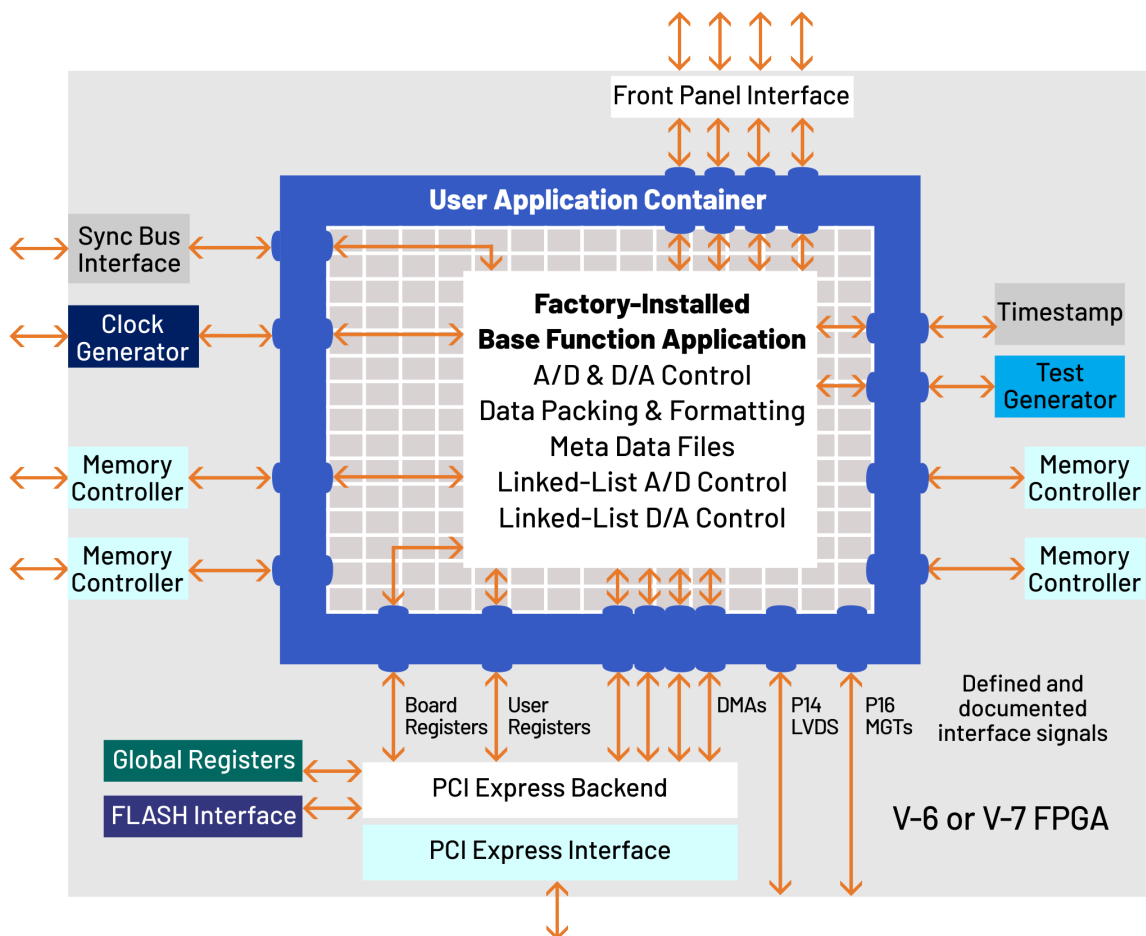 Front Panel Interface
User Application Container
Sync Bus
Interface
Clock
Generator
Memory
Controller
Memory
Controller
Factory-Installed
Base Function Application
A/D & D/A Control
Data Packing & Formatting
Meta Data Files
Linked-List A/D Control
Linked-List D/A Control
Timestamp
Test
Generator
Memory
Controller
Memory
Controller
Board
Registers
User
Registers
DMAs
P14
LVDS
P16
MGTs
Defined and
documented
interface signals
Global Registers
FLASH Interface
PCI Express Backend
PCI Express Interface
V-6 or V-7 FPGA